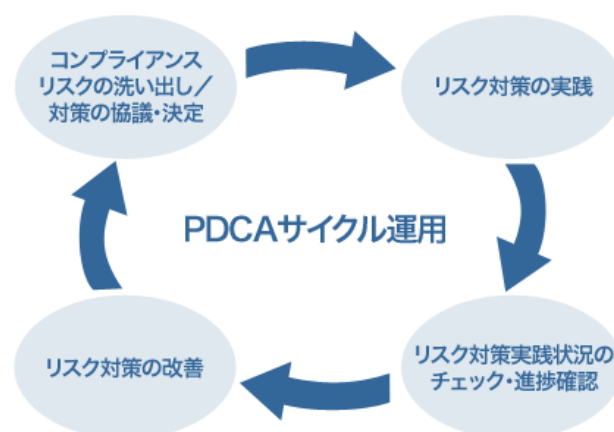 コンプライアンス
リスクの洗い出し／
対策の協議・決定
リスク対策の実践
PDCAサイクル運用
リスク対策の改善
リスク対策実践状況の
チェック・進捗確認